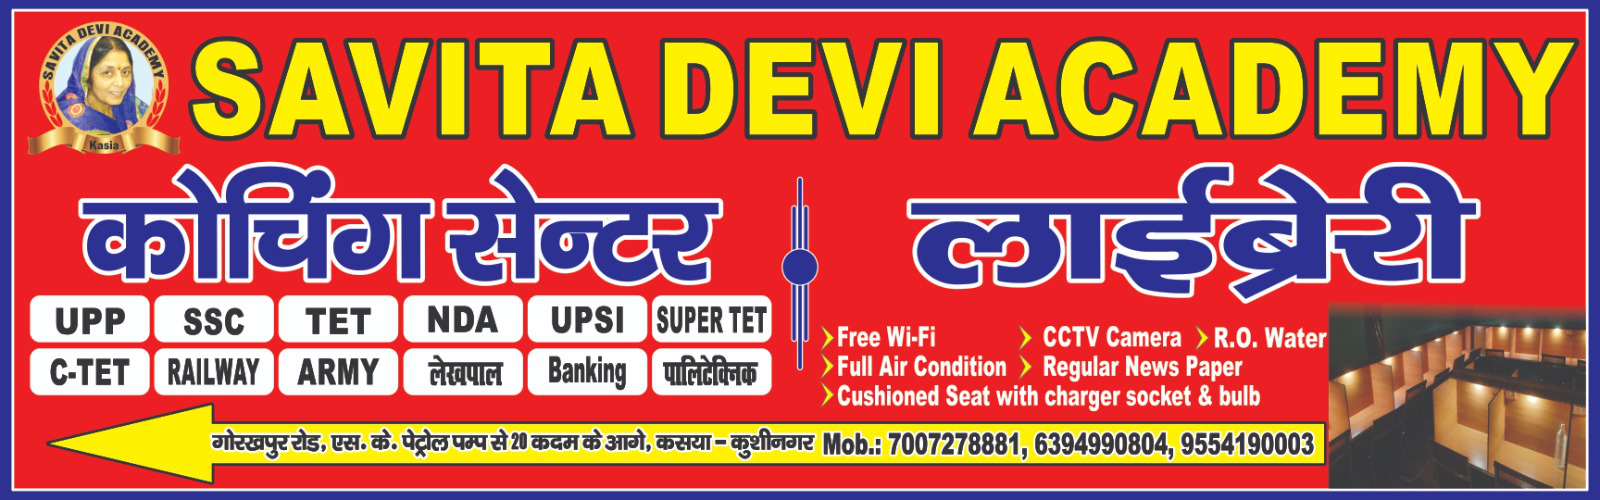 SAVITA DEVI ACADEMY
Kasia
SAVITA DEVI ACADEMY
कोचिंग सेन्टर
लाईब्रेरी
UPP SSC TET NDA UPSI SUPER TET
C-TET RAILWAY ARMY लेखपाल Banking पालिटेक्निक
Free Wi-Fi CCTV Camera R.O. Water
Full Air Condition Regular News Paper
Cushioned Seat with charger socket & bulb
गोरखपुर रोड, एस. के. पेट्रोल पम्प से 20 कदम के आगे, कसया - कुशीनगर Mob.: 7007278881, 6394990804, 9554190003